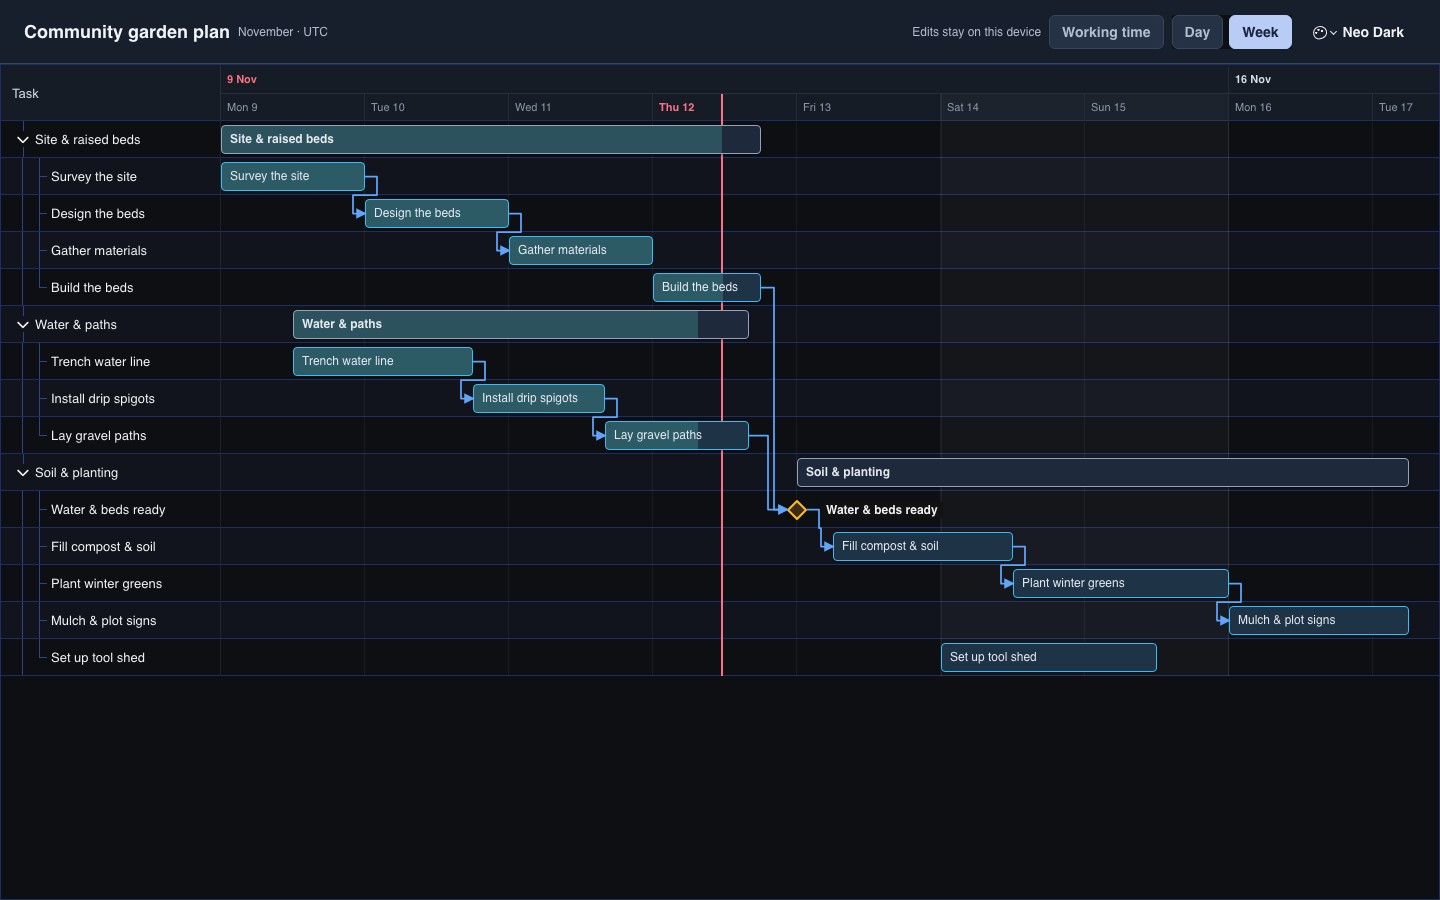 Community garden plan
November · UTC
Edits stay on this device
Working time
Day
Week
Neo Dark
Task
9 Nov
16 Nov
Mon 9
Tue 10
Wed 11
Thu 12
Fri 13
Sat 14
Sun 15
Mon 16
Tue 17
Site & raised beds
Site & raised beds
Survey the site
Survey the site
Design the beds
Design the beds
Gather materials
Gather materials
Build the beds
Build the beds
Water & paths
Water & paths
Trench water line
Trench water line
Install drip spigots
Install drip spigots
Lay gravel paths
Lay gravel paths
Soil & planting
Soil & planting
Water & beds ready
Water & beds ready
Fill compost & soil
Fill compost & soil
Plant winter greens
Plant winter greens
Mulch & plot signs
Mulch & plot signs
Set up tool shed
Set up tool shed